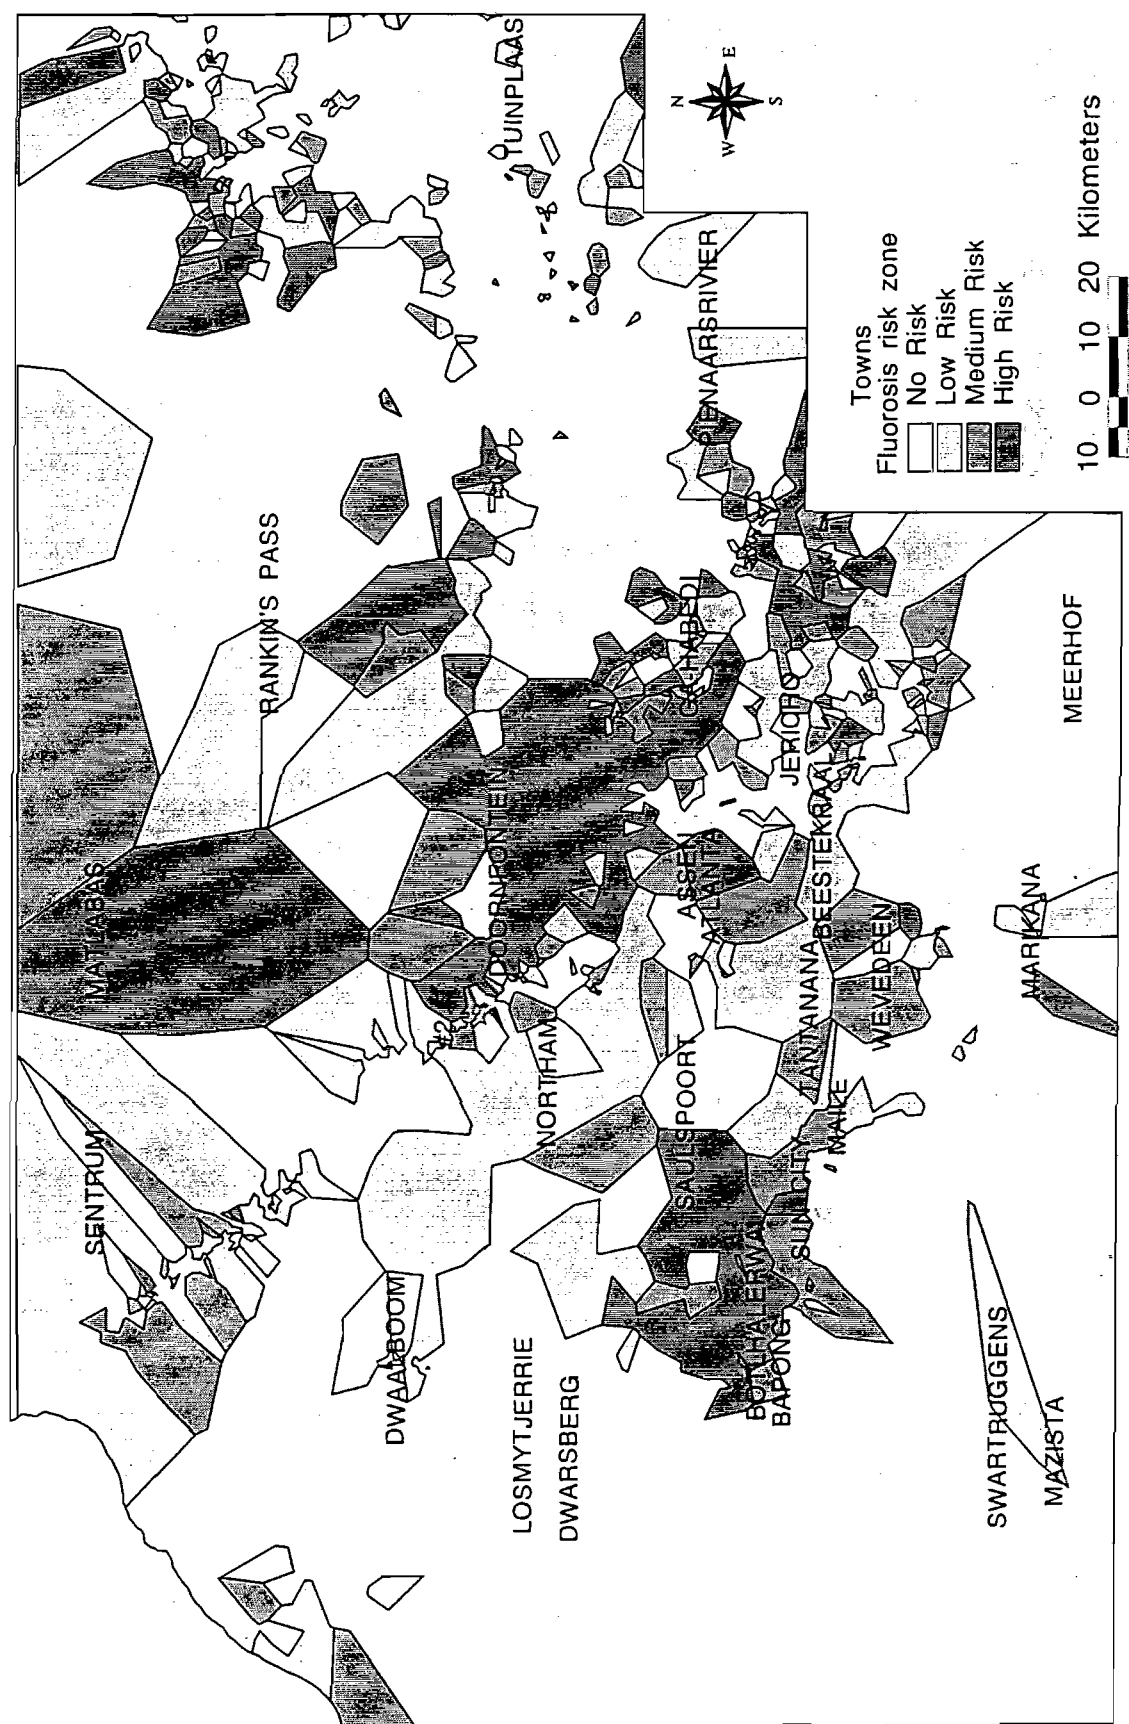 MATLABAS
SENTRUM
RANKIN'S PASS
DWAALBOOM
#2
KOORNFONTEIN
NORTHAM
TUINPLAAS
LOSMYTJERRIE
DWARSBERG
SAULSPOORT
ASSEN
ATLANTA
GA-HABEDI
PIENAARSRIVIER
BAPONG
SUN CITY
JERICHO
TANTANANA
BEESTEKRAAL
MAILE
WEVEDEEN
MARIKANA
MEERHOF
SWARTRUGGENS
MAZISTA
N
E
S
W
Towns
Fluorosis risk zone
No Risk
Low Risk
Medium Risk
High Risk
10 0 10 20 Kilometers